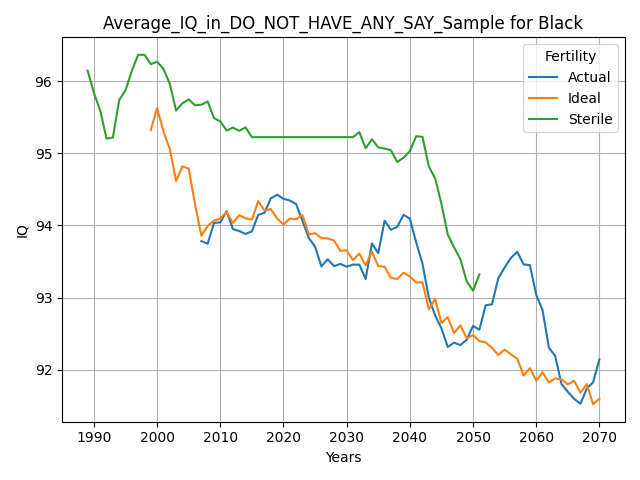 Average_IQ_in_DO_NOT_HAVE_ANY_SAY_Sample for Black
Fertility
Actual
Ideal
Sterile
IQ
96
95
94
93
92
1990
2000
2010
2020
2030
2040
2050
2060
2070
Years